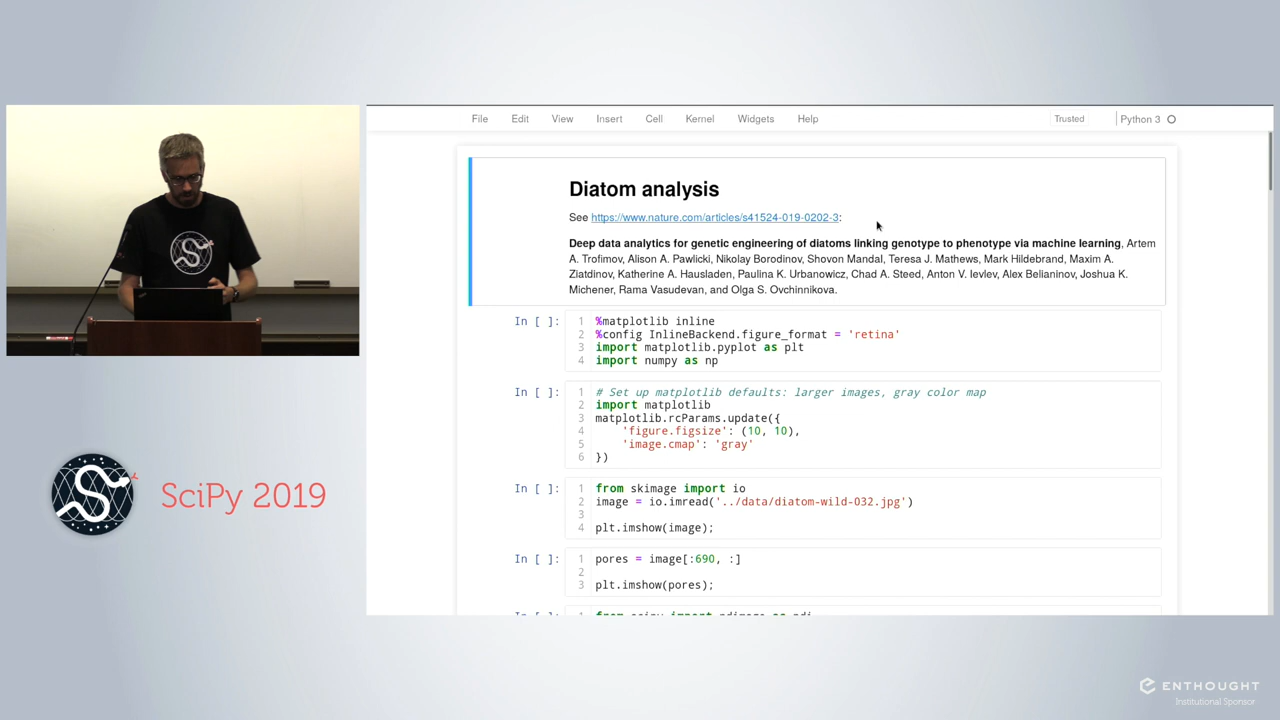 File Edit View Insert Cell Kernel Widgets Help Trusted Python 3
Diatom analysis
See https://www.nature.com/articles/s41524-019-0202-3:
Deep data analytics for genetic engineering of diatoms linking genotype to phenotype via machine learning, Artem
A. Trofimov, Alison A. Pawlicki, Nikolay Borodinov, Shovon Mandal, Teresa J. Mathews, Mark Hildebrand, Maxim A.
Ziatdinov, Katherine A. Hausladen, Paulina K. Urbanowicz, Chad A. Steed, Anton V. Ievlev, Alex Belianinov, Joshua K.
Michener, Rama Vasudevan, and Olga S. Ovchinnikova.
In [ ]: 1 %matplotlib inline
2 %config InlineBackend.figure_format = 'retina'
3 import matplotlib.pyplot as plt
4 import numpy as np
In [ ]: 1 # Set up matplotlib defaults: larger images, gray color map
2 import matplotlib
3 matplotlib.rcParams.update({
4 'figure.figsize': (10, 10),
5 'image.cmap': 'gray'
6 })
In [ ]: 1 from skimage import io
2 image = io.imread('../data/diatom-wild-032.jpg')
3
4 plt.imshow(image);
In [ ]: 1 pores = image[:690, :]
2
3 plt.imshow(pores);
SciPy 2019
ENTHOUGHT
Institutional Sponsor